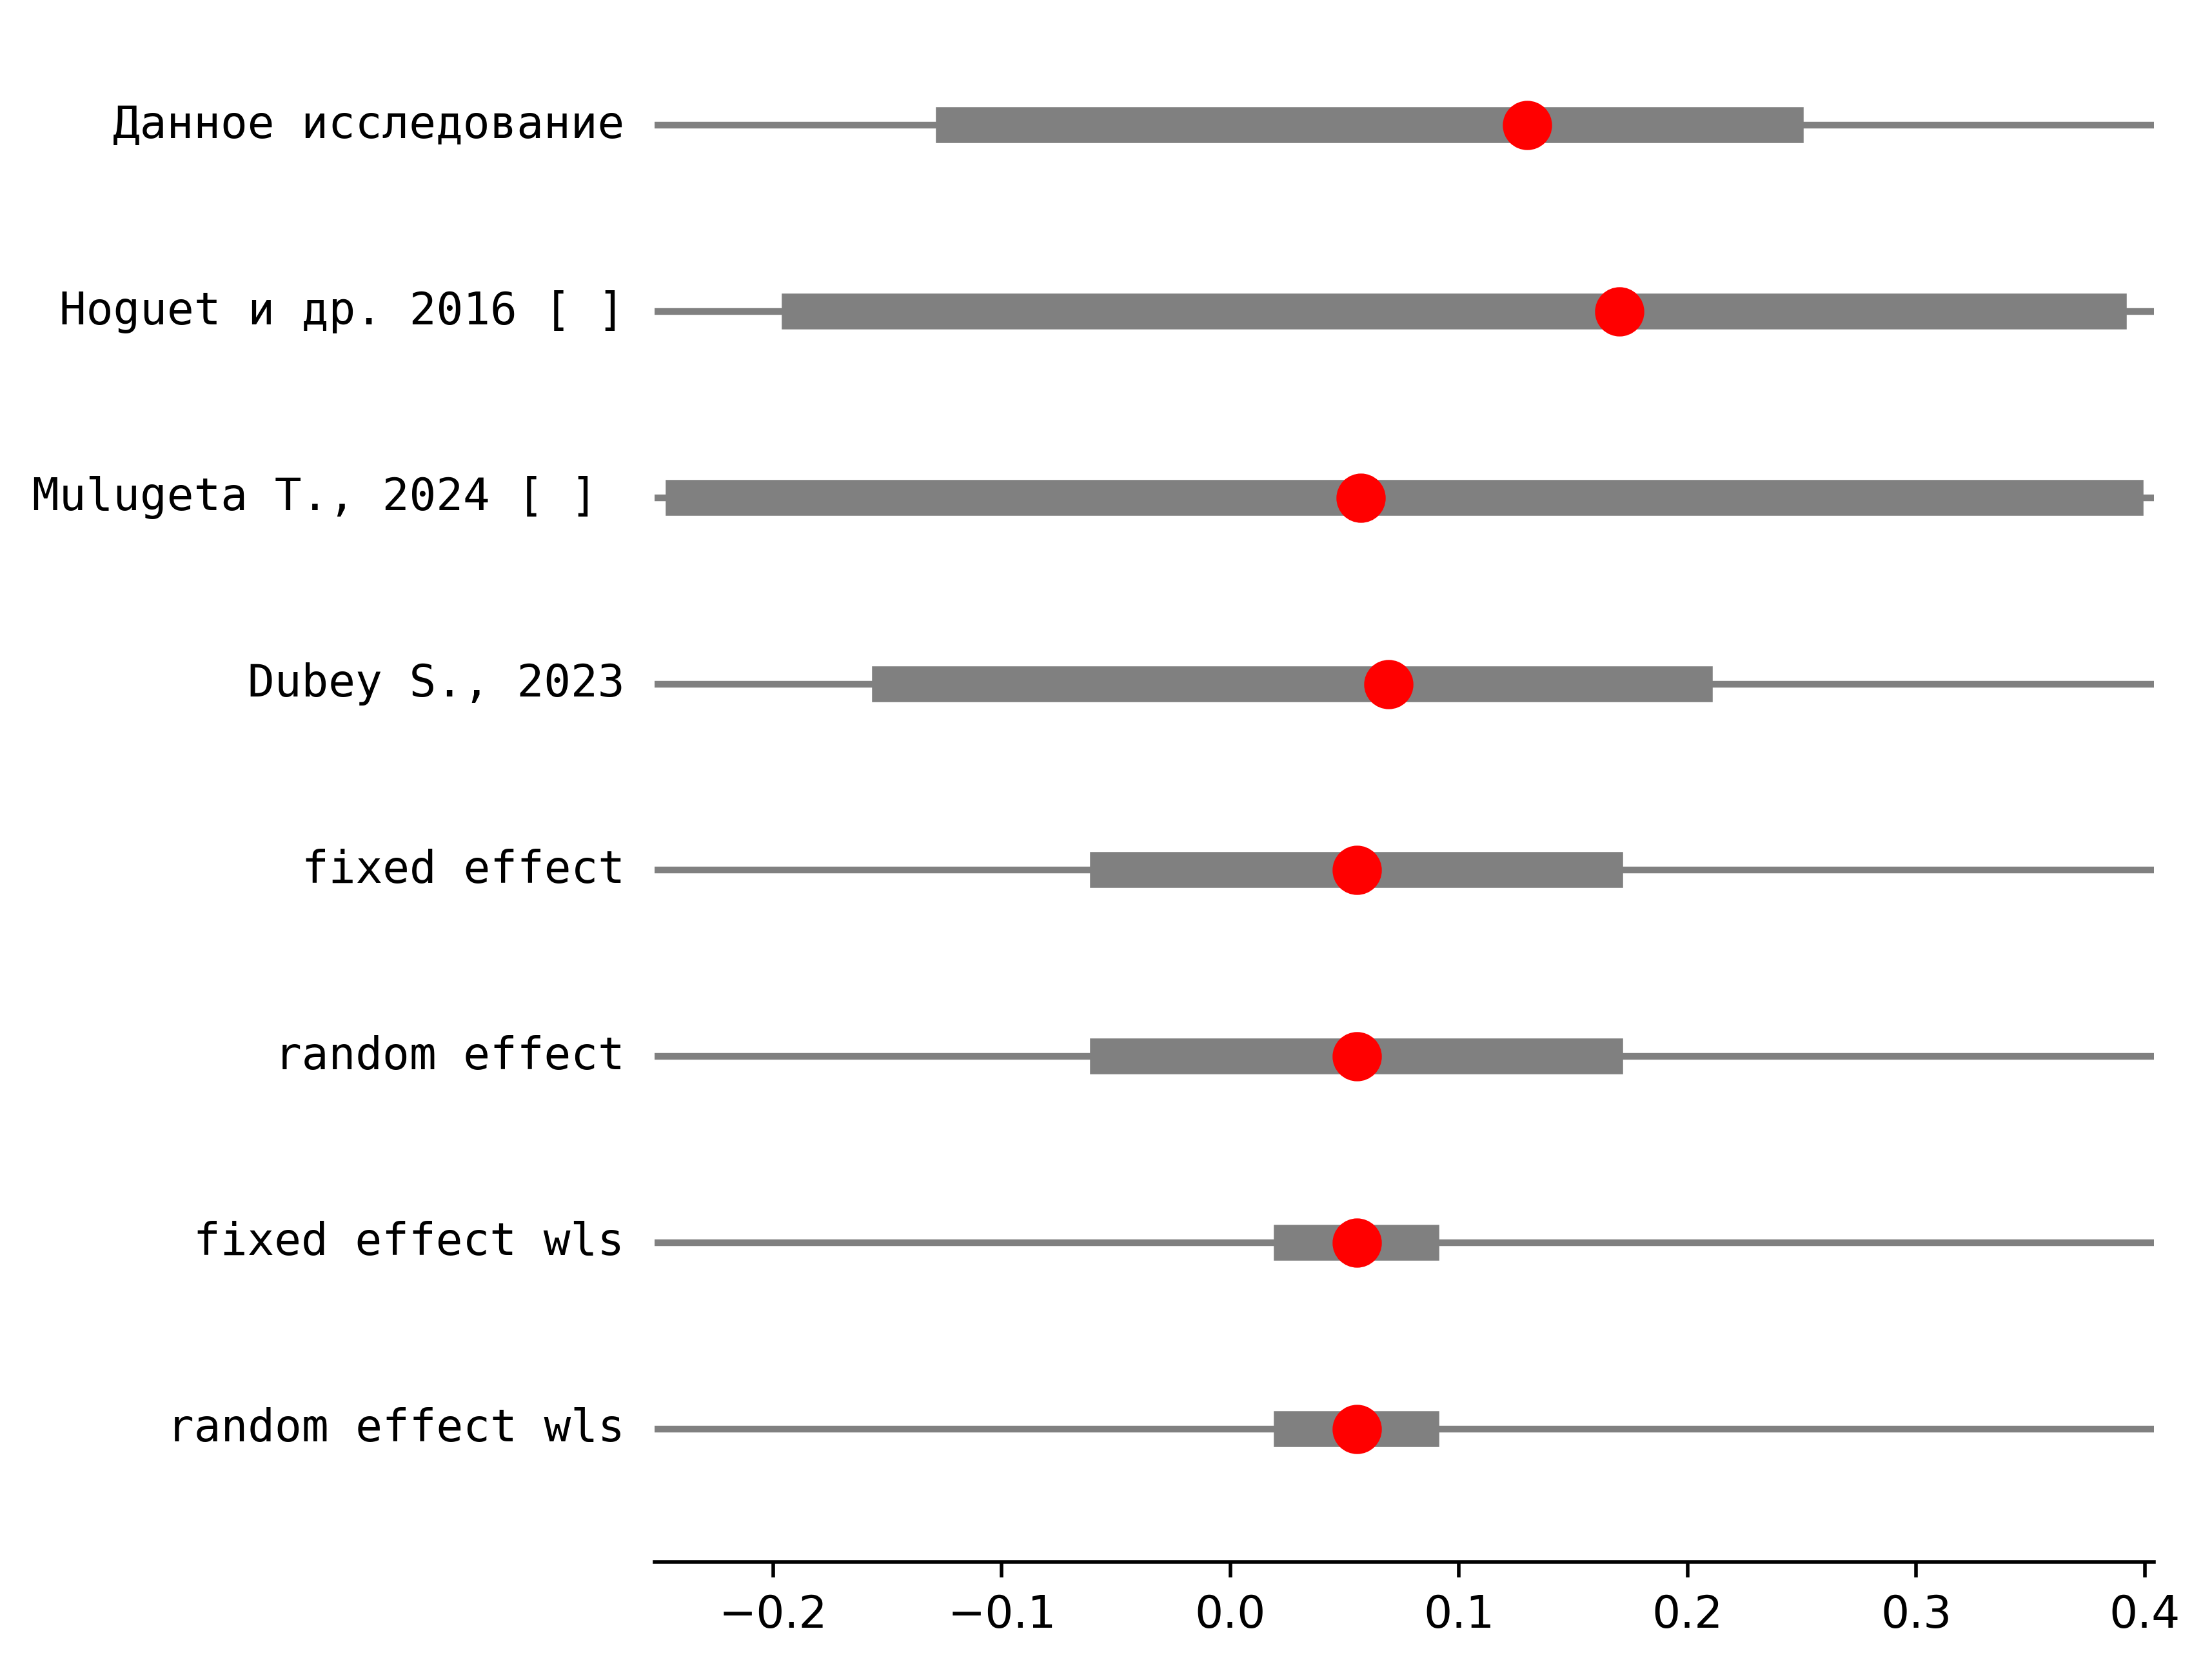 Данное исследование
Hoguet и др. 2016 [ ]
Mulugeta T., 2024 [ ]
Dubey S., 2023
fixed effect
random effect
fixed effect wls
random effect wls
−0.2 −0.1 0.0 0.1 0.2 0.3 0.4